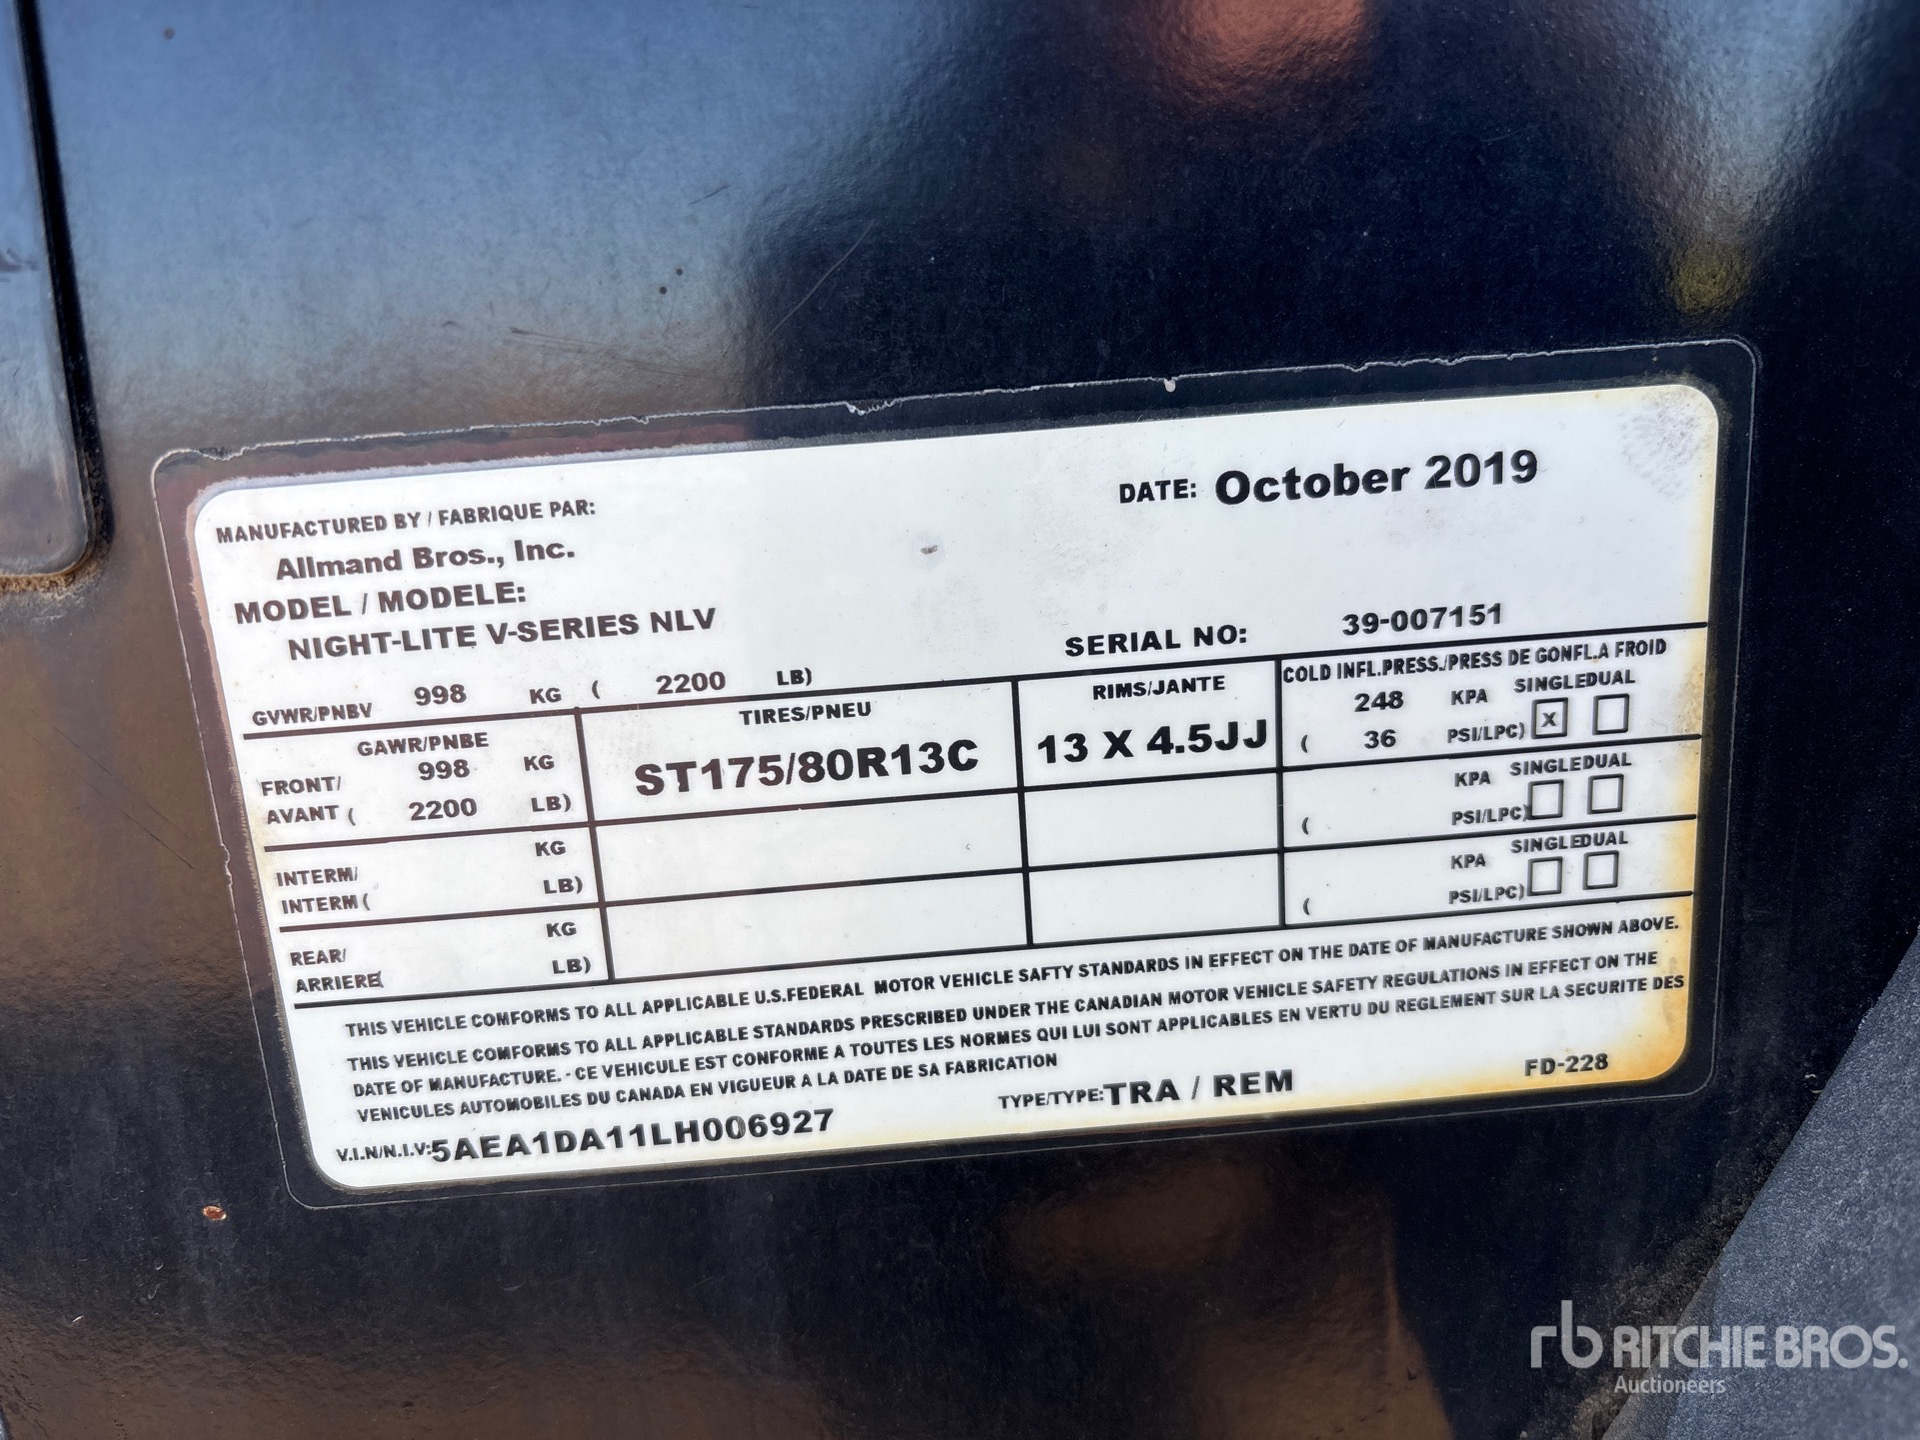 MANUFACTURED BY / FABRIQUE PAR:
Allmand Bros., Inc.
DATE: October 2019
MODEL / MODELE:
NIGHT-LITE V-SERIES NLV
SERIAL NO: 39-007151
GVWR/PNBV 998 KG ( 2200 LB)
GAWR/PNBE
TIRES/PNEU
RIMS/JANTE
COLD INFL.PRESS./PRESS DE GONFL.A FROID
FRONT/ 998 KG
AVANT ( 2200 LB)
ST175/80R13C
13 X 4.5JJ
248 KPA SINGLE DUAL
( 36 PSI/LPC) X
INTERM/ KG
INTERM ( LB)
KPA SINGLE DUAL
( PSI/LPC)
REAR/ KG
ARRIERE( LB)
KPA SINGLE DUAL
( PSI/LPC)
THIS VEHICLE COMFORMS TO ALL APPLICABLE U.S.FEDERAL MOTOR VEHICLE SAFTY STANDARDS IN EFFECT ON THE DATE OF MANUFACTURE SHOWN ABOVE.
THIS VEHICLE COMFORMS TO ALL APPLICABLE STANDARDS PRESCRIBED UNDER THE CANADIAN MOTOR VEHICLE SAFETY REGULATIONS IN EFFECT ON THE
DATE OF MANUFACTURE. - CE VEHICULE EST CONFORME A TOUTES LES NORMES QUI LUI SONT APPLICABLES EN VERTU DU REGLEMENT SUR LA SECURITE DES
VENICULES AUTOMOBILES DU CANADA EN VIGUEUR A LA DATE DE SA FABRICATION
V.I.N/N.I.V:5AEA1DA11LH006927
TYPE/TYPE:TRA / REM
FD-228
rb RITCHIE BROS.
Auctioneers